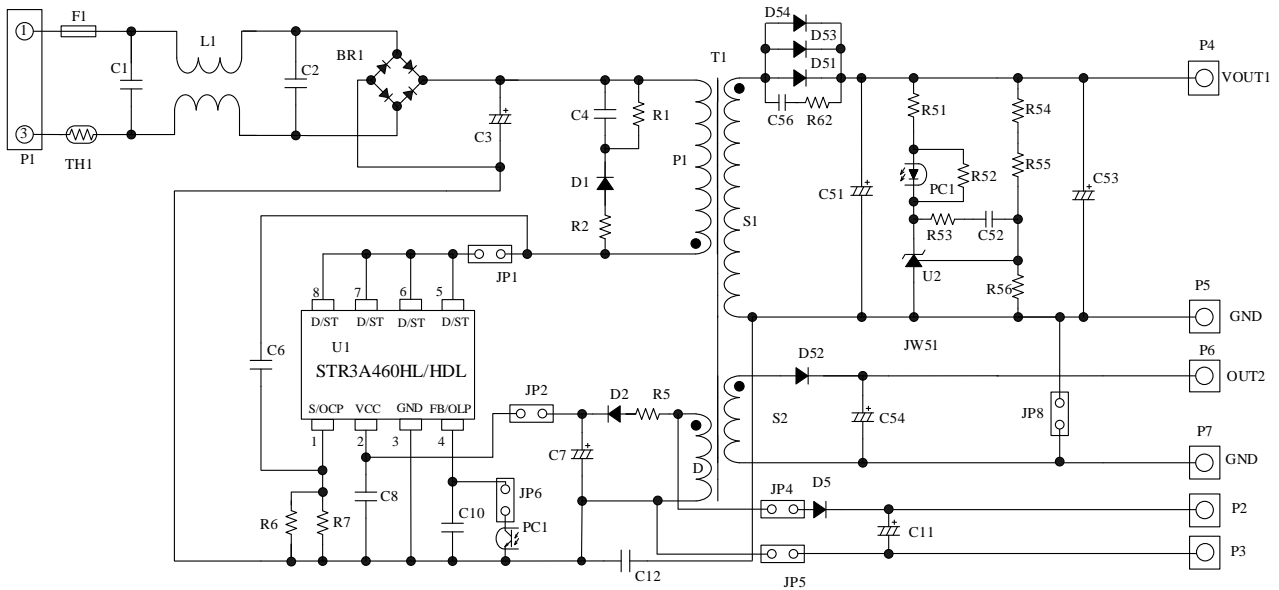 D54
P4
1
F1
L1
BR1
T1
D53
VOUT1
D51
C1
C2
C3
C4
R1
C56
R62
R51
R54
3
P1
TH1
P1
R55
D1
PC1
R52
C53
C51
R2
S1
R53
C52
JP1
U2
R56
P5
GND
8
7
6
5
D/ST
D/ST
D/ST
D/ST
U1
C6
STR3A460HL/HDL
JW51
D52
P6
OUT2
S/OCP
VCC
GND
FB/OLP
JP2
D2
R5
S2
C54
JP8
1
2
3
4
P7
GND
C7
D
C8
JP6
JP4
D5
P2
R6
R7
C10
PC1
C11
C12
JP5
P3